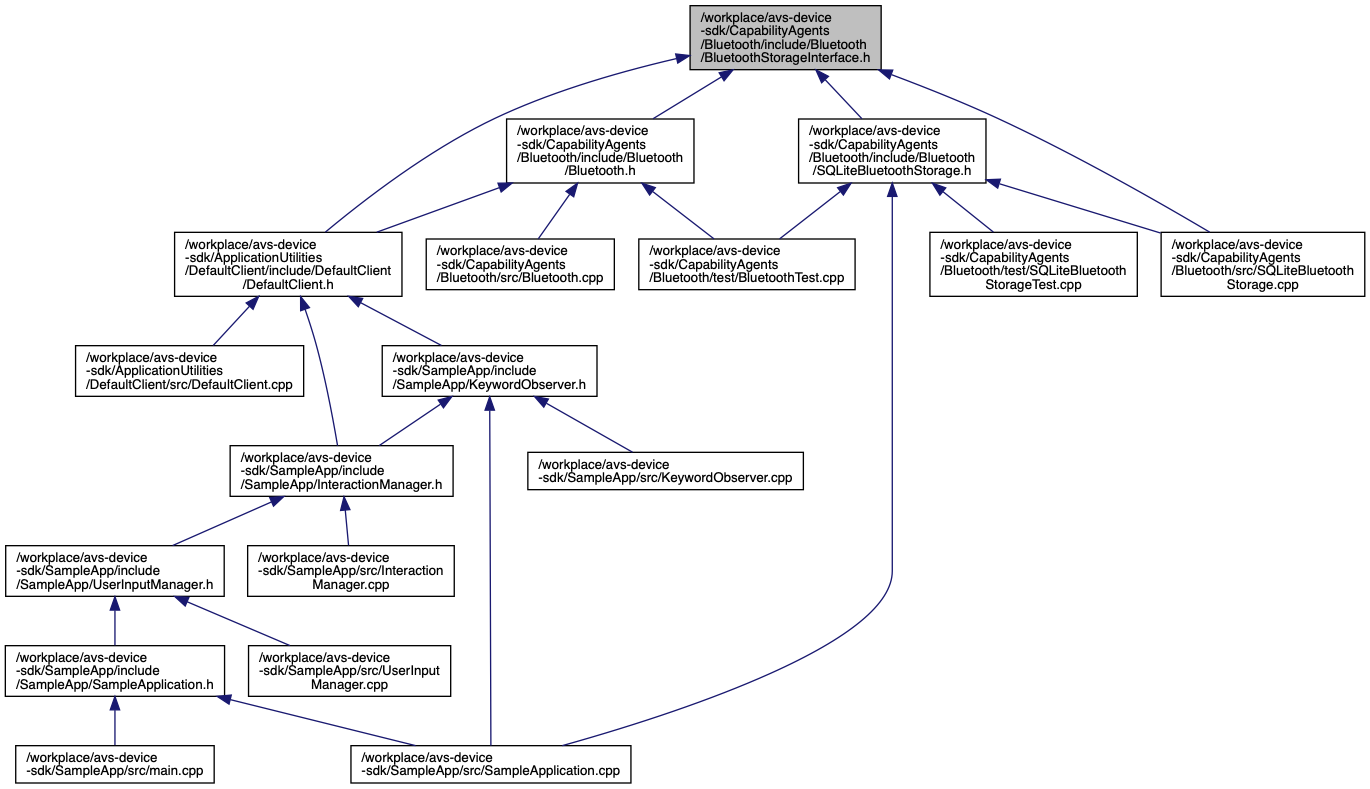 /workplace/avs-device
-sdk/CapabilityAgents
/Bluetooth/include/Bluetooth
/BluetoothStorageInterface.h
/workplace/avs-device
-sdk/CapabilityAgents
/Bluetooth/include/Bluetooth
/Bluetooth.h
/workplace/avs-device
-sdk/CapabilityAgents
/Bluetooth/include/Bluetooth
/SQLiteBluetoothStorage.h
/workplace/avs-device
-sdk/ApplicationUtilities
/DefaultClient/include/DefaultClient
/DefaultClient.h
/workplace/avs-device
-sdk/CapabilityAgents
/Bluetooth/src/Bluetooth.cpp
/workplace/avs-device
-sdk/CapabilityAgents
/Bluetooth/test/BluetoothTest.cpp
/workplace/avs-device
-sdk/CapabilityAgents
/Bluetooth/test/SQLiteBluetooth
StorageTest.cpp
/workplace/avs-device
-sdk/CapabilityAgents
/Bluetooth/src/SQLiteBluetooth
Storage.cpp
/workplace/avs-device
-sdk/ApplicationUtilities
/DefaultClient/src/DefaultClient.cpp
/workplace/avs-device
-sdk/SampleApp/include
/SampleApp/KeywordObserver.h
/workplace/avs-device
-sdk/SampleApp/include
/SampleApp/InteractionManager.h
/workplace/avs-device
-sdk/SampleApp/src/KeywordObserver.cpp
/workplace/avs-device
-sdk/SampleApp/include
/SampleApp/UserInputManager.h
/workplace/avs-device
-sdk/SampleApp/src/Interaction
Manager.cpp
/workplace/avs-device
-sdk/SampleApp/include
/SampleApp/SampleApplication.h
/workplace/avs-device
-sdk/SampleApp/src/UserInput
Manager.cpp
/workplace/avs-device
-sdk/SampleApp/src/main.cpp
/workplace/avs-device
-sdk/SampleApp/src/SampleApplication.cpp